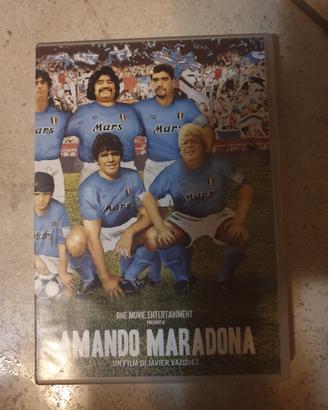 Mars
Mars
Mars
Mars
Mars
ONE MOVIE ENTERTAINMENT
PRESENTA
AMANDO MARADONA
UN FILM DI JAVIER VAZQUEZ